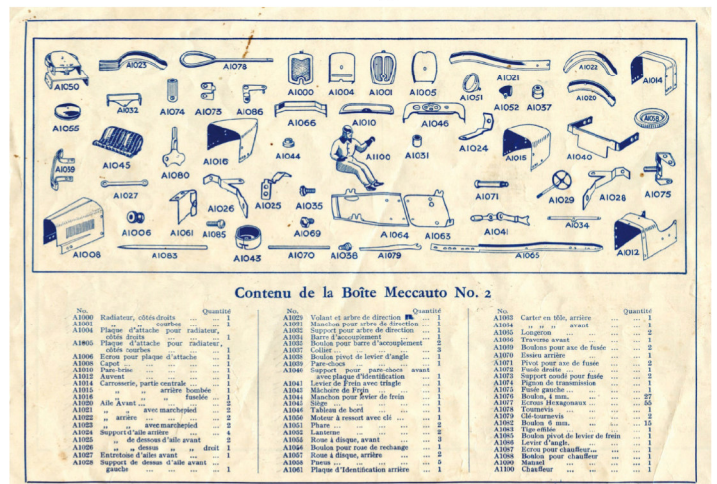 A1050
A1023
A1078
A1000
A1004
A1001
A1005
A1021
A1022
A1014
A1051
A1052
A1037
A1020
A1032
A1074
A1073
A1086
A1066
A1010
A1046
A1055
A1058
A1045
A1080
A1016
A1044
A1100
A1031
A1024
A1015
A1040
A1039
A1027
A1026
A1025
A1035
A1071
A1029
A1028
A1075
A1008
A1006
A1061
A1085
A1069
A1064
A1063
A1041
A1034
A1012
A1083
A1043
A1070
A1038
A1079
A1065
Contenu de la Boîte Meccauto No. 2
No. Quantité
A1000 Radiateur, côtés droits ... 1
A1001 „ „ courbes ... 1
A1004 Plaque d'attache pour radiateur,
côtés droits ... 1
A1005 Plaque d'attache pour radiateur,
côtés courbes ... 1
A1006 Ecrou pour plaque d'attache 1
A1008 Capot ... 1
A1010 Pare-brise ... 1
A1012 Auvent ... 1
A1014 Carrosserie, partie centrale ... 1
A1015 „ arrière bombée 1
A1016 „ „ fuselée 1
A1020 Aile Avant ... 2
A1021 „ „ avec marchepied 2
A1022 „ arrière ... 2
A1023 „ „ avec marchepied 2
A1024 Support d'aile arrière ... 4
A1025 „ de dessous d'aile avant 2
A1026 „ „ dessus „ „ droit 1
A1027 Entretoise d'ailes avant ... 1
A1028 Support de dessus d'aile avant
gauche ... 1
No. Quantité
A1029 Volant et arbre de direction 1
A1031 Manchon pour arbre de direction 1
A1032 Support pour arbre de direction 1
A1034 Barre d'accouplement ... 1
A1035 Boulon pour barre d'accouplement 2
A1037 Collier ... 3
A1038 Boulon pivot de levier d'angle 1
A1039 Pare-chocs ... 1
A1040 Support pour pare-chocs avant
avec plaque d'identification 1
A1041 Levier de Frein avec tringle 1
A1043 Mâchoire de Frein ... 1
A1044 Manchon pour levier de frein 1
A1045 Siège ... 1
A1046 Tableau de bord ... 1
A1050 Moteur à ressort avec clé ... 1
A1051 Phare ... 2
A1052 Lanterne ... 2
A1055 Roue à disque, avant ... 3
A1056 Boulon pour roue de rechange 1
A1057 Roue à disque, arrière ... 2
A1058 Pneus ... 5
A1061 Plaque d'Identification arrière 1
No. Quantité
A1063 Carter en tôle, arrière ... 1
A1064 „ „ „ avant ... 1
A1065 Longeron ... 2
A1066 Traverse avant ... 1
A1069 Boulons pour axe de fusée ... 2
A1070 Essieu arrière ... 1
A1071 Pivot pour axe de fusée ... 2
A1072 Fusée droite ... 1
A1073 Support coudé pour fusée ... 2
A1074 Pignon de transmission ... 1
A1075 Fusée gauche ... 1
A1076 Boulon, 4 mm. ... 27
A1077 Ecrous Hexagonaux ... 55
A1078 Tournevis ... 1
A1079 Clé-tournevis ... 2
A1082 Boulon 6 mm. ... 15
A1083 Tige effilée ... 1
A1085 Boulon pivot de levier de frein 1
A1086 Levier d'angle. ... 1
A1087 Ecrou pour chauffeur... 1
A1088 Boulon pour chauffeur ... 1
A1090 Manuel ... 1
A1100 Chauffeur ... 1